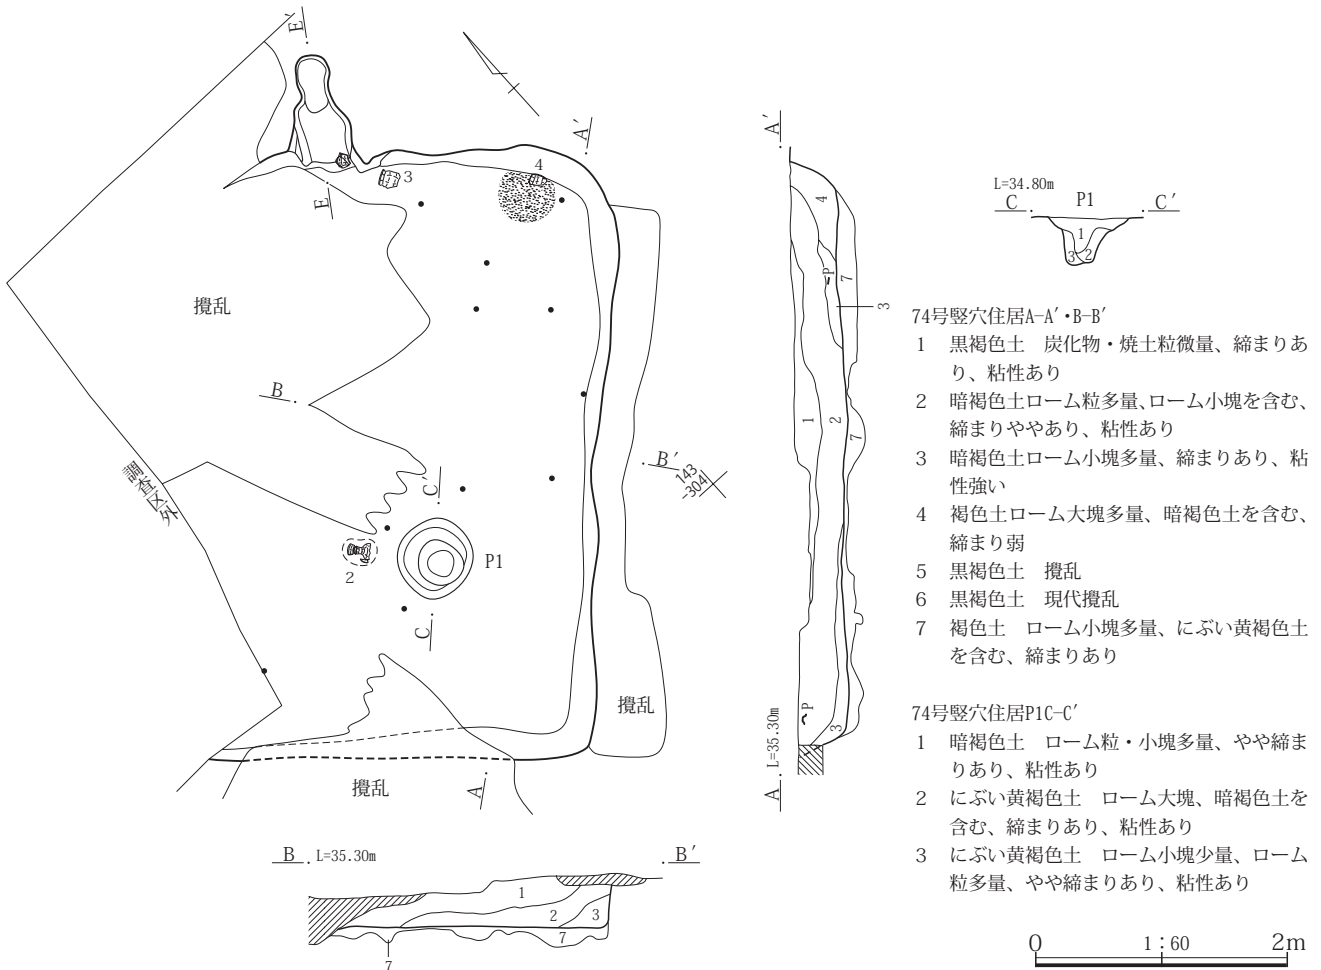 E′
A′
3
4
E
攪乱
B
B′
143
-304
調査区外
C′
2
P1
C
攪乱
攪乱
A
A′
4
P
7
3
1
2
7
P
3
A
L=35.30m
L=34.80m
C
P1
C′
1
3
2
74号竪穴住居A−A′・B−B′
1　黒褐色土　炭化物・焼土粒微量、締まりあ
り、粘性あり
2　暗褐色土ローム粒多量、ローム小塊を含む、
締まりややあり、粘性あり
3　暗褐色土ローム小塊多量、締まりあり、粘
性強い
4　褐色土ローム大塊多量、暗褐色土を含む、
締まり弱
5　黒褐色土　攪乱
6　黒褐色土　現代攪乱
7　褐色土　ローム小塊多量、にぶい黄褐色土
を含む、締まりあり
74号竪穴住居P1C−C′
1　暗褐色土　ローム粒・小塊多量、やや締ま
りあり、粘性あり
2　にぶい黄褐色土　ローム大塊、暗褐色土を
含む、締まりあり、粘性あり
3　にぶい黄褐色土　ローム小塊少量、ローム
粒多量、やや締まりあり、粘性あり
B
L=35.30m
B′
1
2
3
7
7
0
1：60
2m